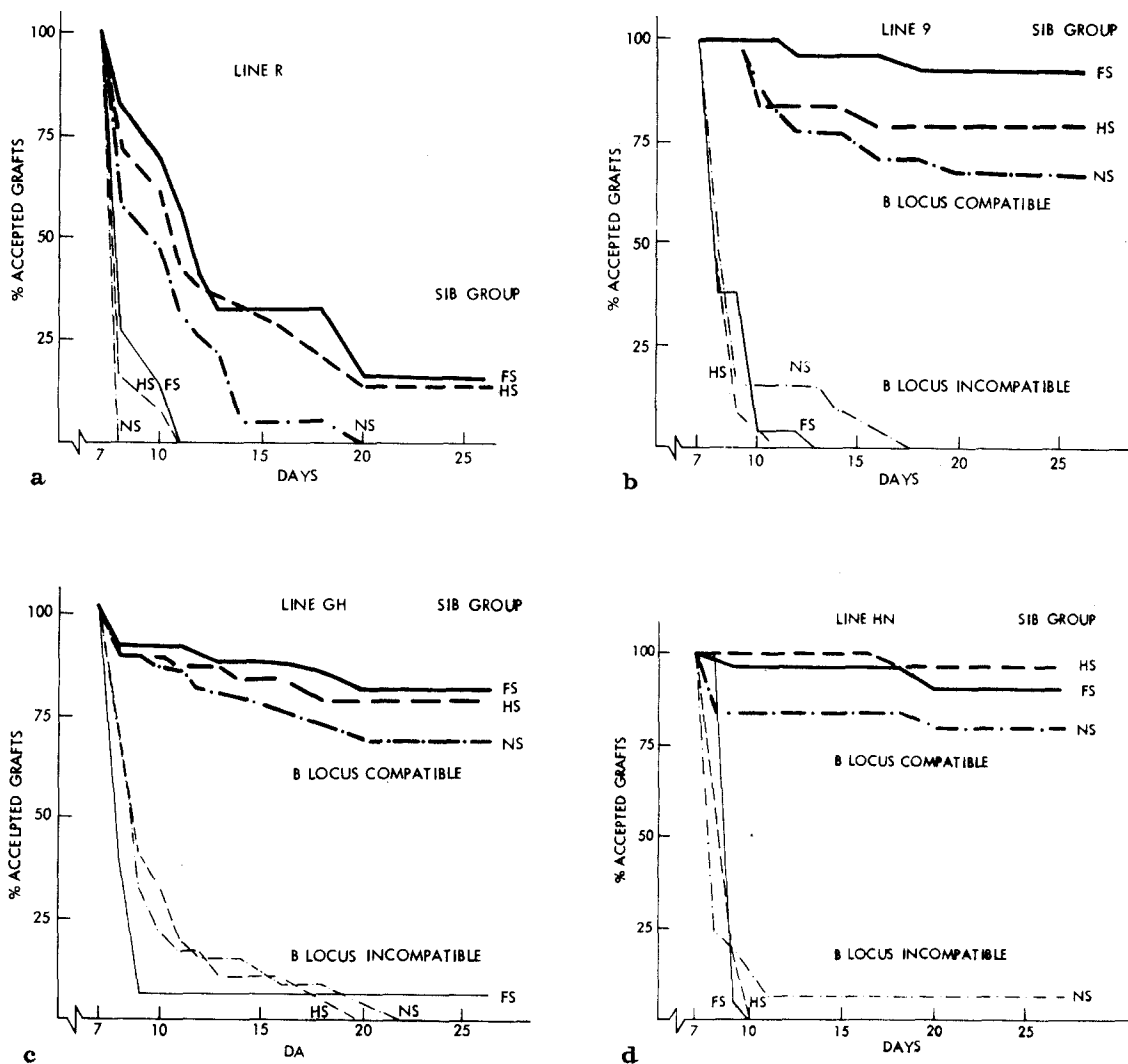 100
LINE R
75
% ACCEPTED GRAFTS
50
SIB GROUP
25
FS
HS
HS FS
NS
NS
7 10 15 20 25
DAYS
a
100
LINE 9 SIB GROUP
FS
75
HS
NS
% ACCEPTED GRAFTS
B LOCUS COMPATIBLE
50
25
HS
NS
B LOCUS INCOMPATIBLE
FS
7 10 15 20 25
DAYS
b
LINE GH SIB GROUP
100
FS
HS
75
NS
% ACCELPTED GRAFTS
B LOCUS COMPATIBLE
50
25
B LOCUS INCOMPATIBLE
FS
HS
NS
7 10 15 20 25
DA
c
LINE HN SIB GROUP
100
HS
FS
75
NS
% ACCEPTED GRAFTS
B LOCUS COMPATIBLE
50
25
B LOCUS INCOMPATIBLE
FS HS
NS
7 10 15 20 25
DAYS
d